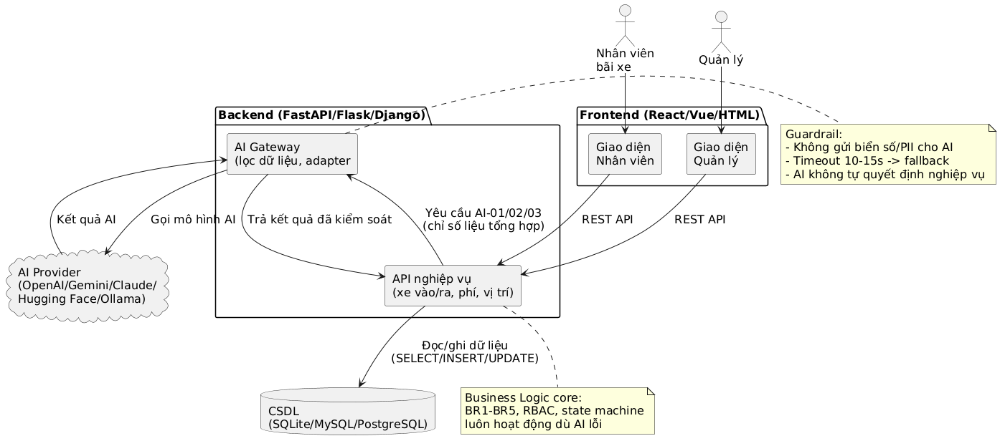 Nhân viên
bãi xe
Quản lý
Backend (FastAPI/Flask/Django)
AI Gateway
(lọc dữ liệu, adapter
Frontend (React/Vue/HTML)
Giao diện
Nhân viên
Giao diện
Quản lý
Guardrail:
- Không gửi biển số/PII cho AI
- Timeout 10-15s -> fallback
- AI không tự quyết định nghiệp vụ
Kết quả AI
Gọi mô hình AI
Trả kết quả đã kiểm soát
Yêu cầu AI-01/02/03
(chỉ số liệu tổng hợp)
REST API
REST API
AI Provider
(OpenAI/Gemini/Claude/
Hugging Face/Ollama)
API nghiệp vụ
(xe vào/ra, phí, vị trí)
Đọc/ghi dữ liệu
(SELECT/INSERT/UPDATE)
CSDL
(SQLite/MySQL/PostgreSQL)
Business Logic core:
BR1-BR5, RBAC, state machine
luôn hoạt động dù AI lỗi